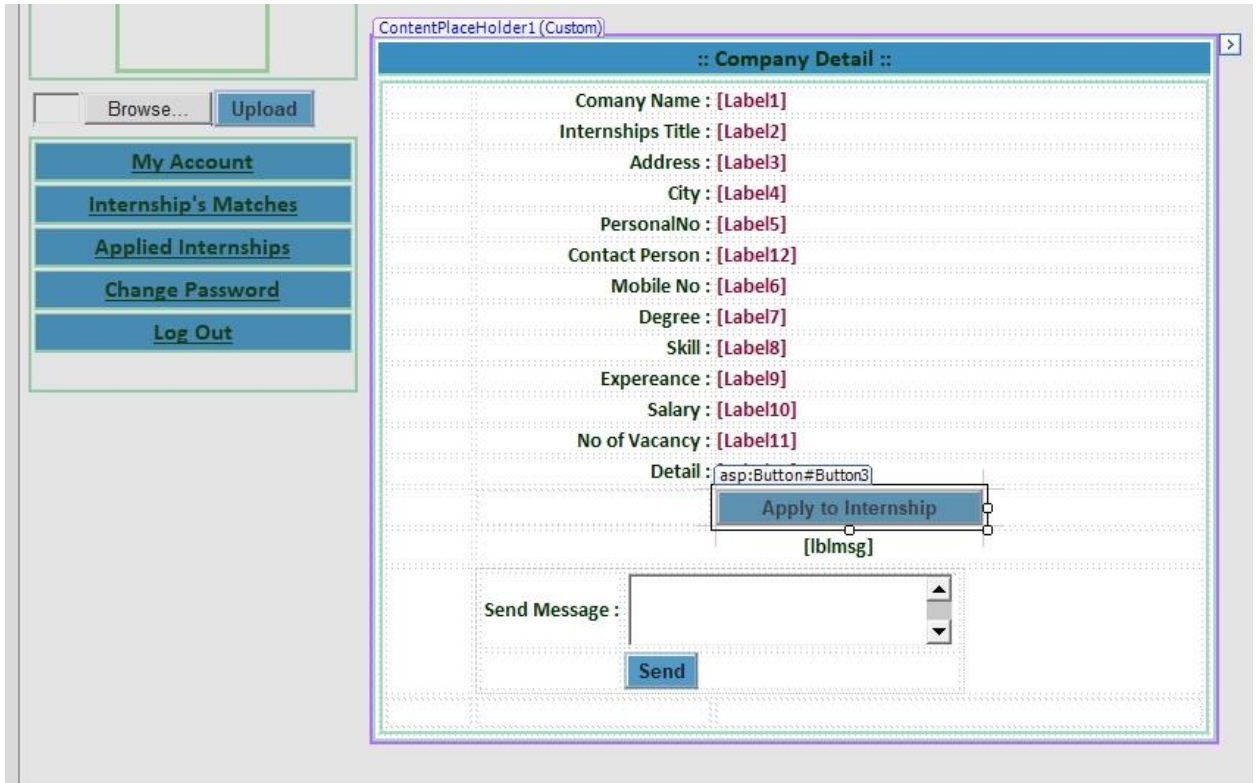 ContentPlaceHolder1 (Custom)
:: Company Detail ::
Browse... Upload
My Account
Internship's Matches
Applied Internships
Change Password
Log Out
Comany Name : [Label1]
Internships Title : [Label2]
Address : [Label3]
City : [Label4]
PersonalNo : [Label5]
Contact Person : [Label12]
Mobile No : [Label6]
Degree : [Label7]
Skill : [Label8]
Expereance : [Label9]
Salary : [Label10]
No of Vacancy : [Label11]
Detail :
asp:Button#Button3
Apply to Internship
[lblmsg]
Send Message :
Send